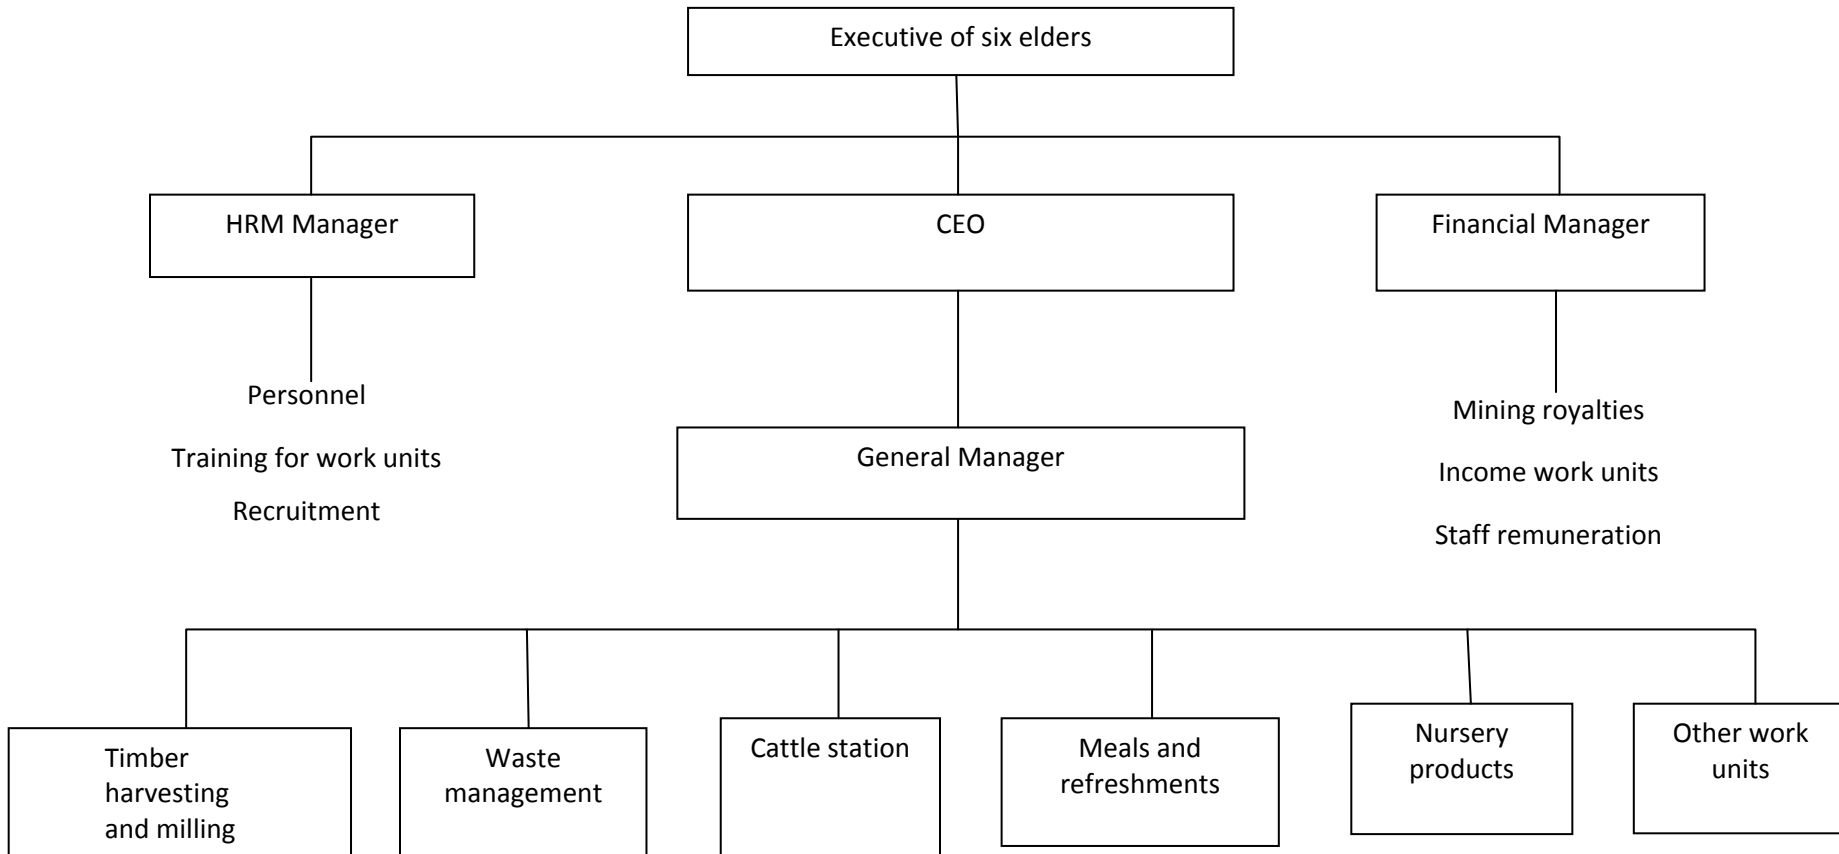 Executive of six elders
HRM Manager
CEO
Financial Manager
Personnel
Training for work units
Recruitment
General Manager
Mining royalties
Income work units
Staff remuneration
Timber
harvesting
and milling
Waste
management
Cattle station
Meals and
refreshments
Nursery
products
Other work
units